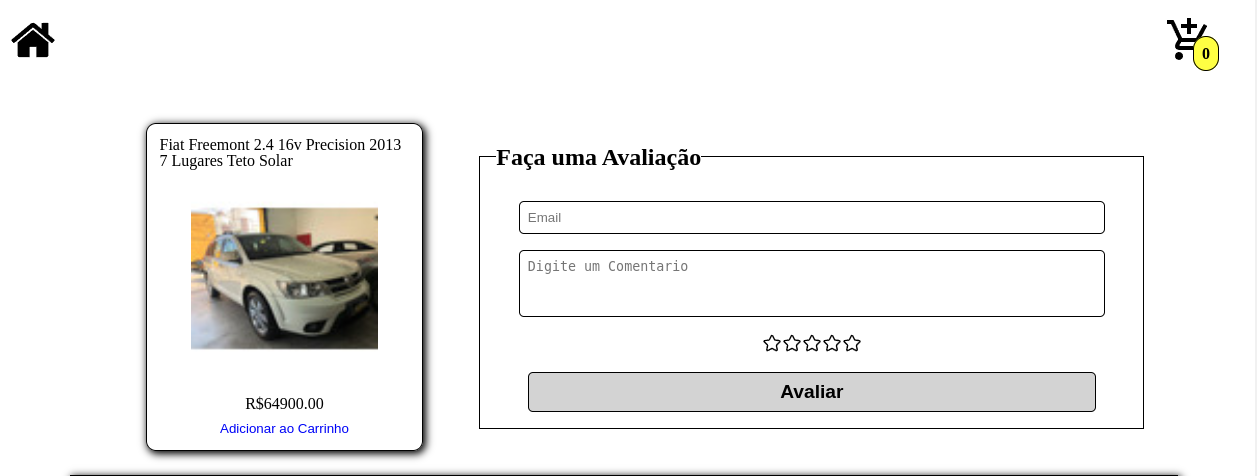 0
Fiat Freemont 2.4 16v Precision 2013
7 Lugares Teto Solar
R$64900.00
Adicionar ao Carrinho
Faça uma Avaliação
Email
Digite um Comentario
Avaliar